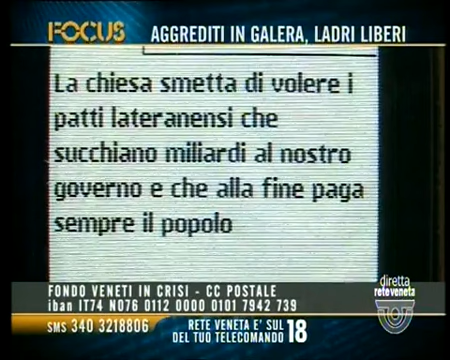 FOCUS AGGREDITI IN GALERA, LADRI LIBERI
La chiesa smetta di volere i
patti lateranensi che
succhiano miliardi al nostro
governo e che alla fine paga
sempre il popolo
diretta
reteveneta
FONDO VENETI IN CRISI - CC POSTALE
iban IT74 N076 0112 0000 0101 7942 739
SMS 340 3218806
RETE VENETA E' SUL
DEL TUO TELECOMANDO 18